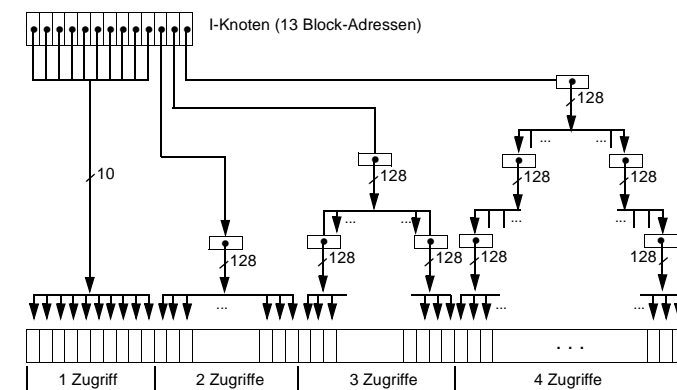 I-Knoten (13 Block-Adressen)
128
... ...
10
128
128
128
... ...
... ...
128
128
128
128
128
...
...
...
. . .
1 Zugriff
2 Zugriffe
3 Zugriffe
4 Zugriffe